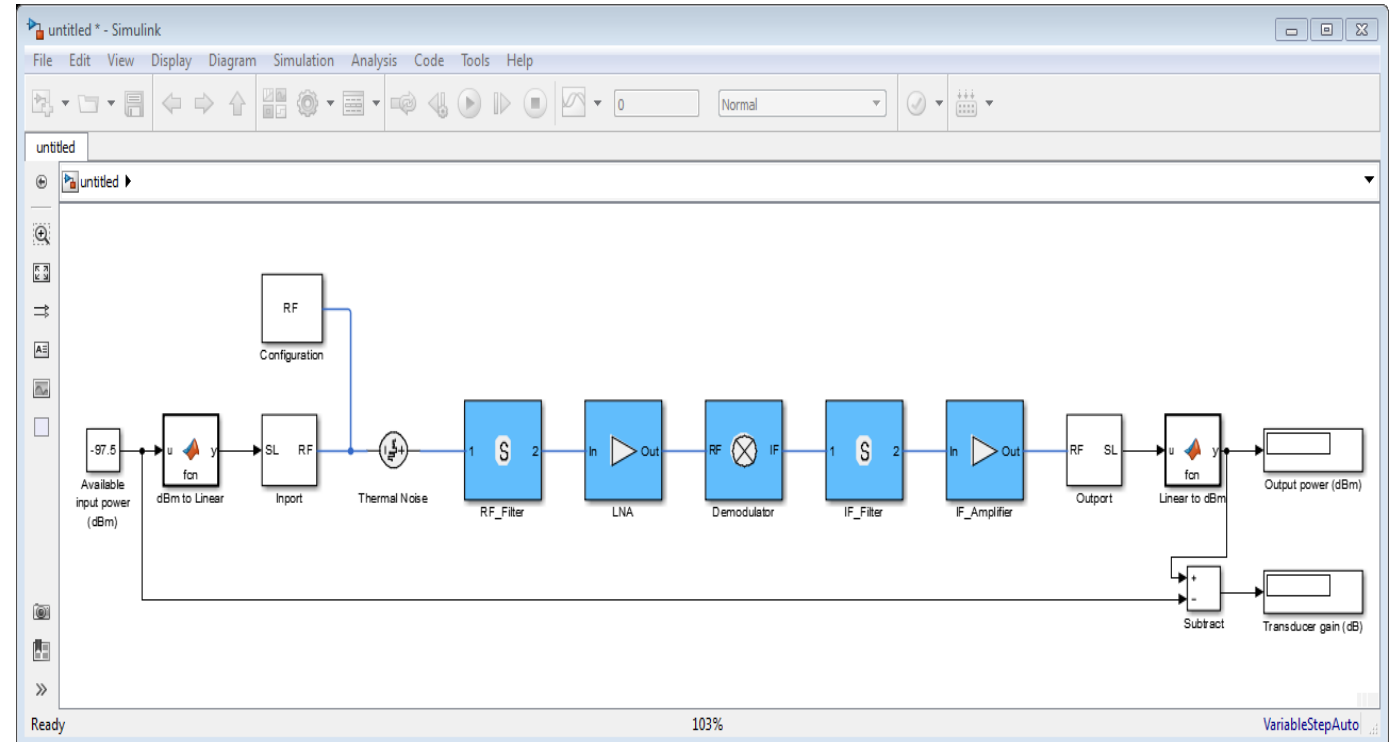 untitled * - Simulink
File Edit View Display Diagram Simulation Analysis Code Tools Help
0 Normal
untitled
untitled
RF
Configuration
-97.5
Available
input power
(dBm)
u y
fcn
dBm to Linear
SL RF
Inport
Thermal Noise
1 S 2
RF_Filter
In Out
LNA
RF IF
Demodulator
1 S 2
IF_Filter
In Out
IF_Amplifier
RF SL
Outport
u y
fcn
Linear to dBm
Output power (dBm)
+
−
Subtract
Transducer gain (dB)
Ready 103% VariableStepAuto